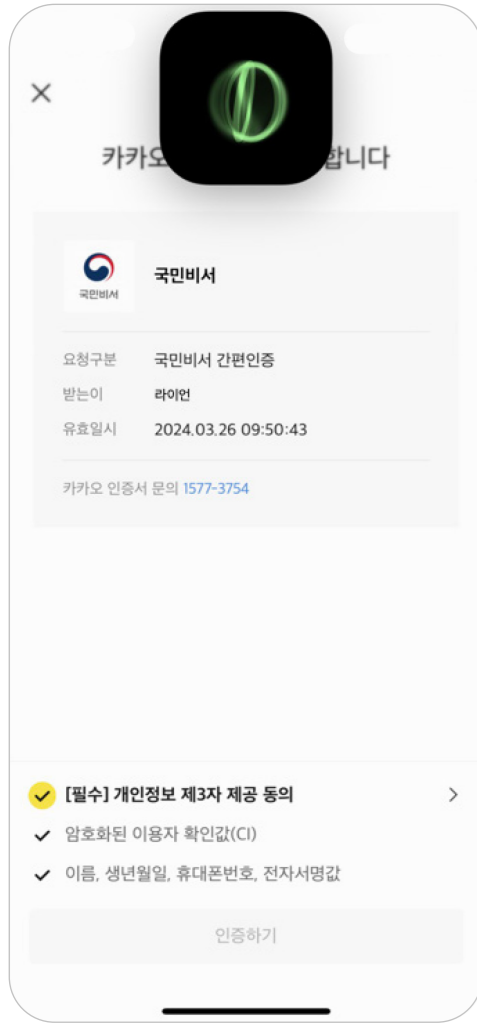 카카오
합니다
국민비서
국민비서
요청구분 국민비서 간편인증
받는이 라이언
유효일시 2024.03.26 09:50:43
카카오 인증서 문의 1577-3754
[필수] 개인정보 제3자 제공 동의
암호화된 이용자 확인값(CI)
이름, 생년월일, 휴대폰번호, 전자서명값
인증하기